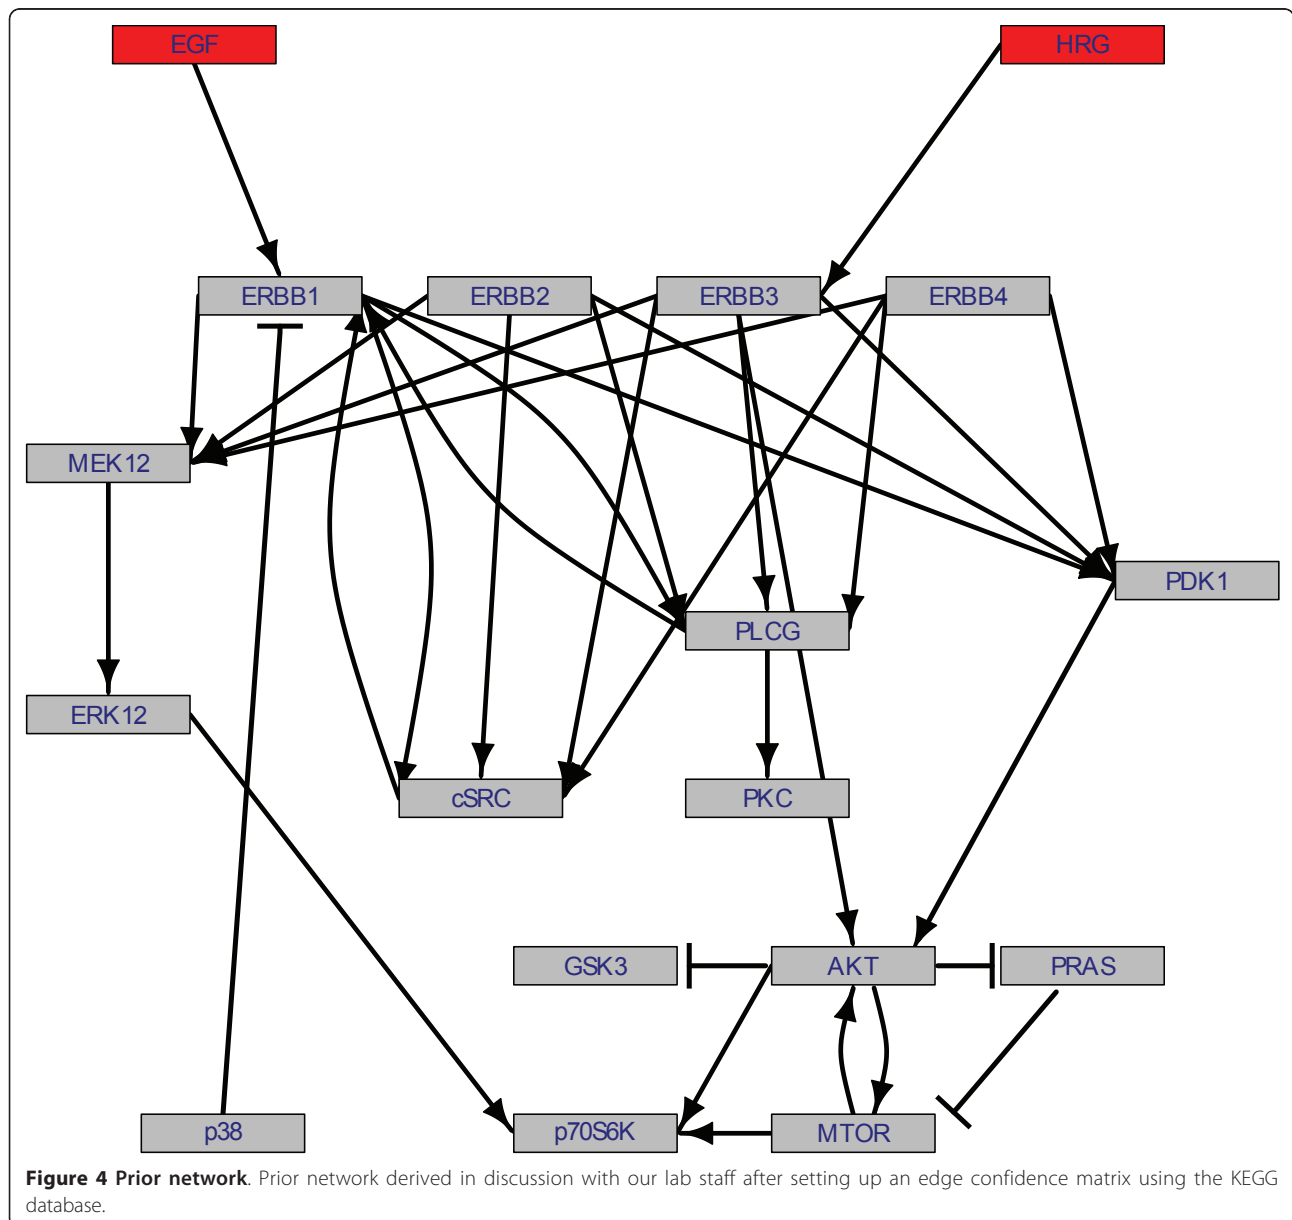 EGF
HRG
ERBB1
ERBB2
ERBB3
ERBB4
MEK12
PDK1
PLCG
ERK12
cSRC
PKC
GSK3
AKT
PRAS
p38
p70S6K
MTOR
Figure 4 Prior network. Prior network derived in discussion with our lab staff after setting up an edge confidence matrix using the KEGG
database.